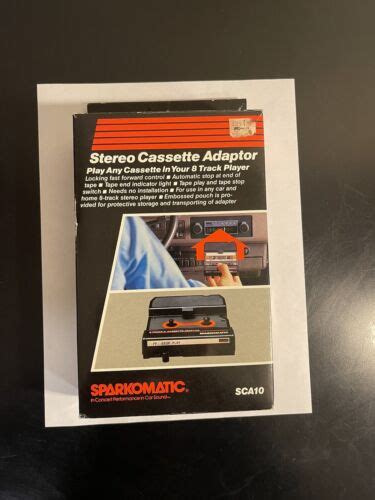 Stereo Cassette Adaptor
Play Any Cassette In Your 8 Track Player
Locking fast forward control ■ Automatic stop at end of
tape ■ Tape end indicator light ■ Tape play and tape stop
switch ■ Needs no installation ■ For use in any car and
home 8-track stereo player ■ Embossed pouch is pro-
vided for protective storage and transporting of adapter
SPARKOMATIC
In Concert Performance in Car Sound
SCA10